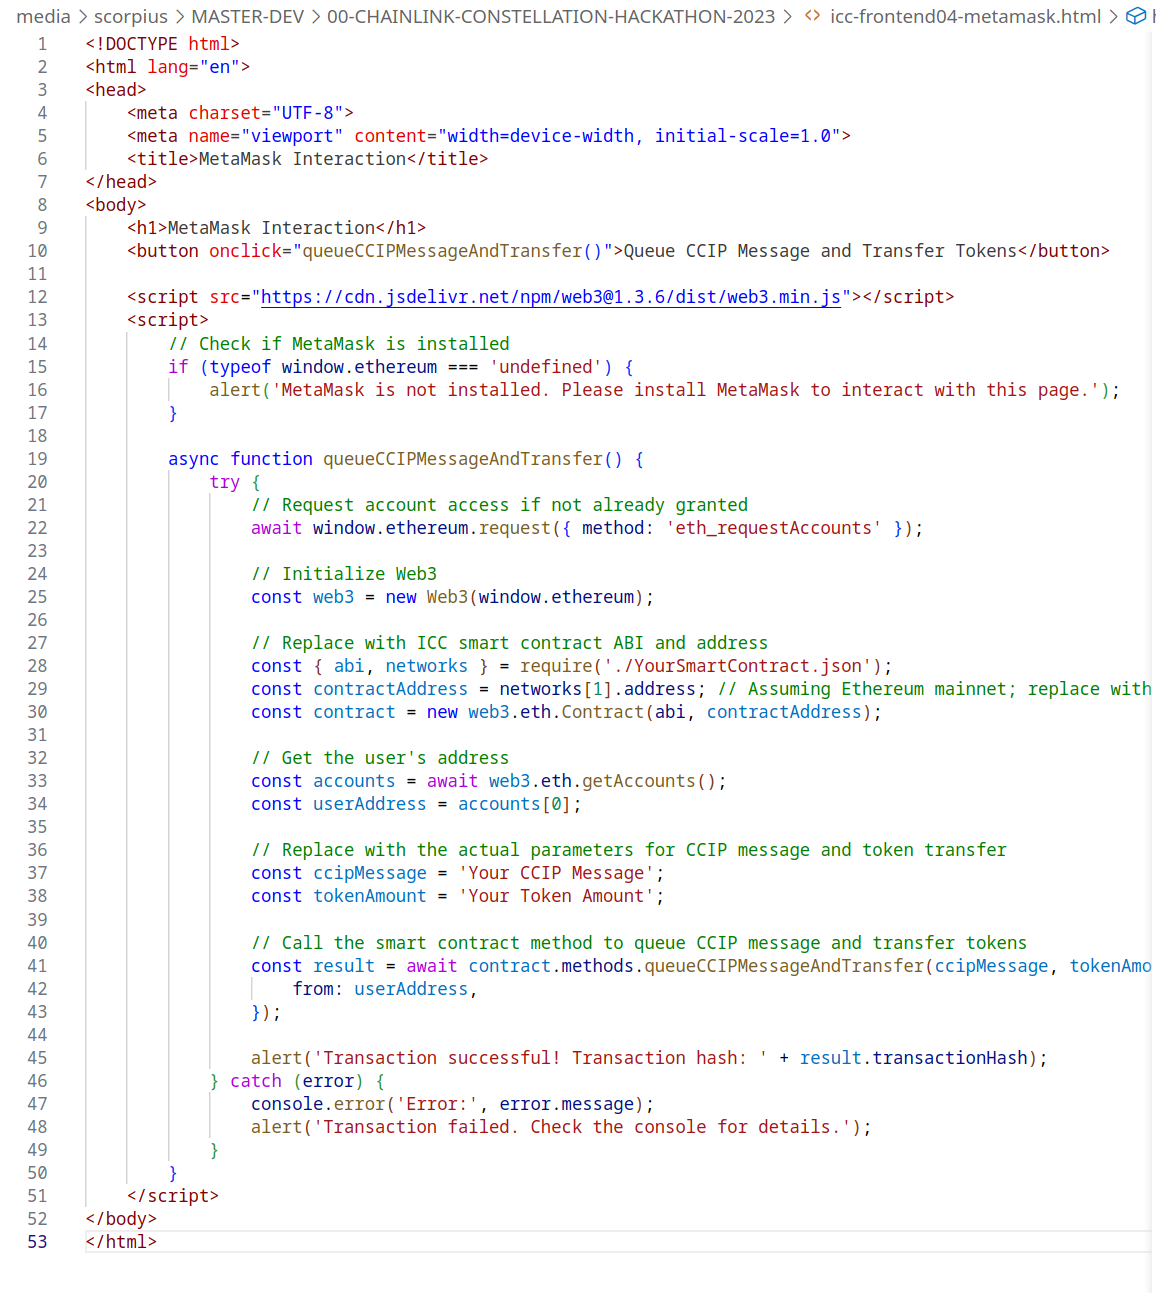 media > scorpius > MASTER-DEV > 00-CHAINLINK-CONSTELLATION-HACKATHON-2023 > <> icc-frontend04-metamask.html >
1 <!DOCTYPE html>
2 <html lang="en">
3 <head>
4     <meta charset="UTF-8">
5     <meta name="viewport" content="width=device-width, initial-scale=1.0">
6     <title>MetaMask Interaction</title>
7 </head>
8 <body>
9     <h1>MetaMask Interaction</h1>
10     <button onclick="queueCCIPMessageAndTransfer()">Queue CCIP Message and Transfer Tokens</button>
11
12     <script src="https://cdn.jsdelivr.net/npm/web3@1.3.6/dist/web3.min.js"></script>
13     <script>
14         // Check if MetaMask is installed
15         if (typeof window.ethereum === 'undefined') {
16             alert('MetaMask is not installed. Please install MetaMask to interact with this page.');
17         }
18
19         async function queueCCIPMessageAndTransfer() {
20             try {
21                 // Request account access if not already granted
22                 await window.ethereum.request({ method: 'eth_requestAccounts' });
23
24                 // Initialize Web3
25                 const web3 = new Web3(window.ethereum);
26
27                 // Replace with ICC smart contract ABI and address
28                 const { abi, networks } = require('./YourSmartContract.json');
29                 const contractAddress = networks[1].address; // Assuming Ethereum mainnet; replace with
30                 const contract = new web3.eth.Contract(abi, contractAddress);
31
32                 // Get the user's address
33                 const accounts = await web3.eth.getAccounts();
34                 const userAddress = accounts[0];
35
36                 // Replace with the actual parameters for CCIP message and token transfer
37                 const ccipMessage = 'Your CCIP Message';
38                 const tokenAmount = 'Your Token Amount';
39
40                 // Call the smart contract method to queue CCIP message and transfer tokens
41                 const result = await contract.methods.queueCCIPMessageAndTransfer(ccipMessage, tokenAmo
42                     from: userAddress,
43                 });
44
45                 alert('Transaction successful! Transaction hash: ' + result.transactionHash);
46             } catch (error) {
47                 console.error('Error:', error.message);
48                 alert('Transaction failed. Check the console for details.');
49             }
50         }
51     </script>
52 </body>
53 </html>